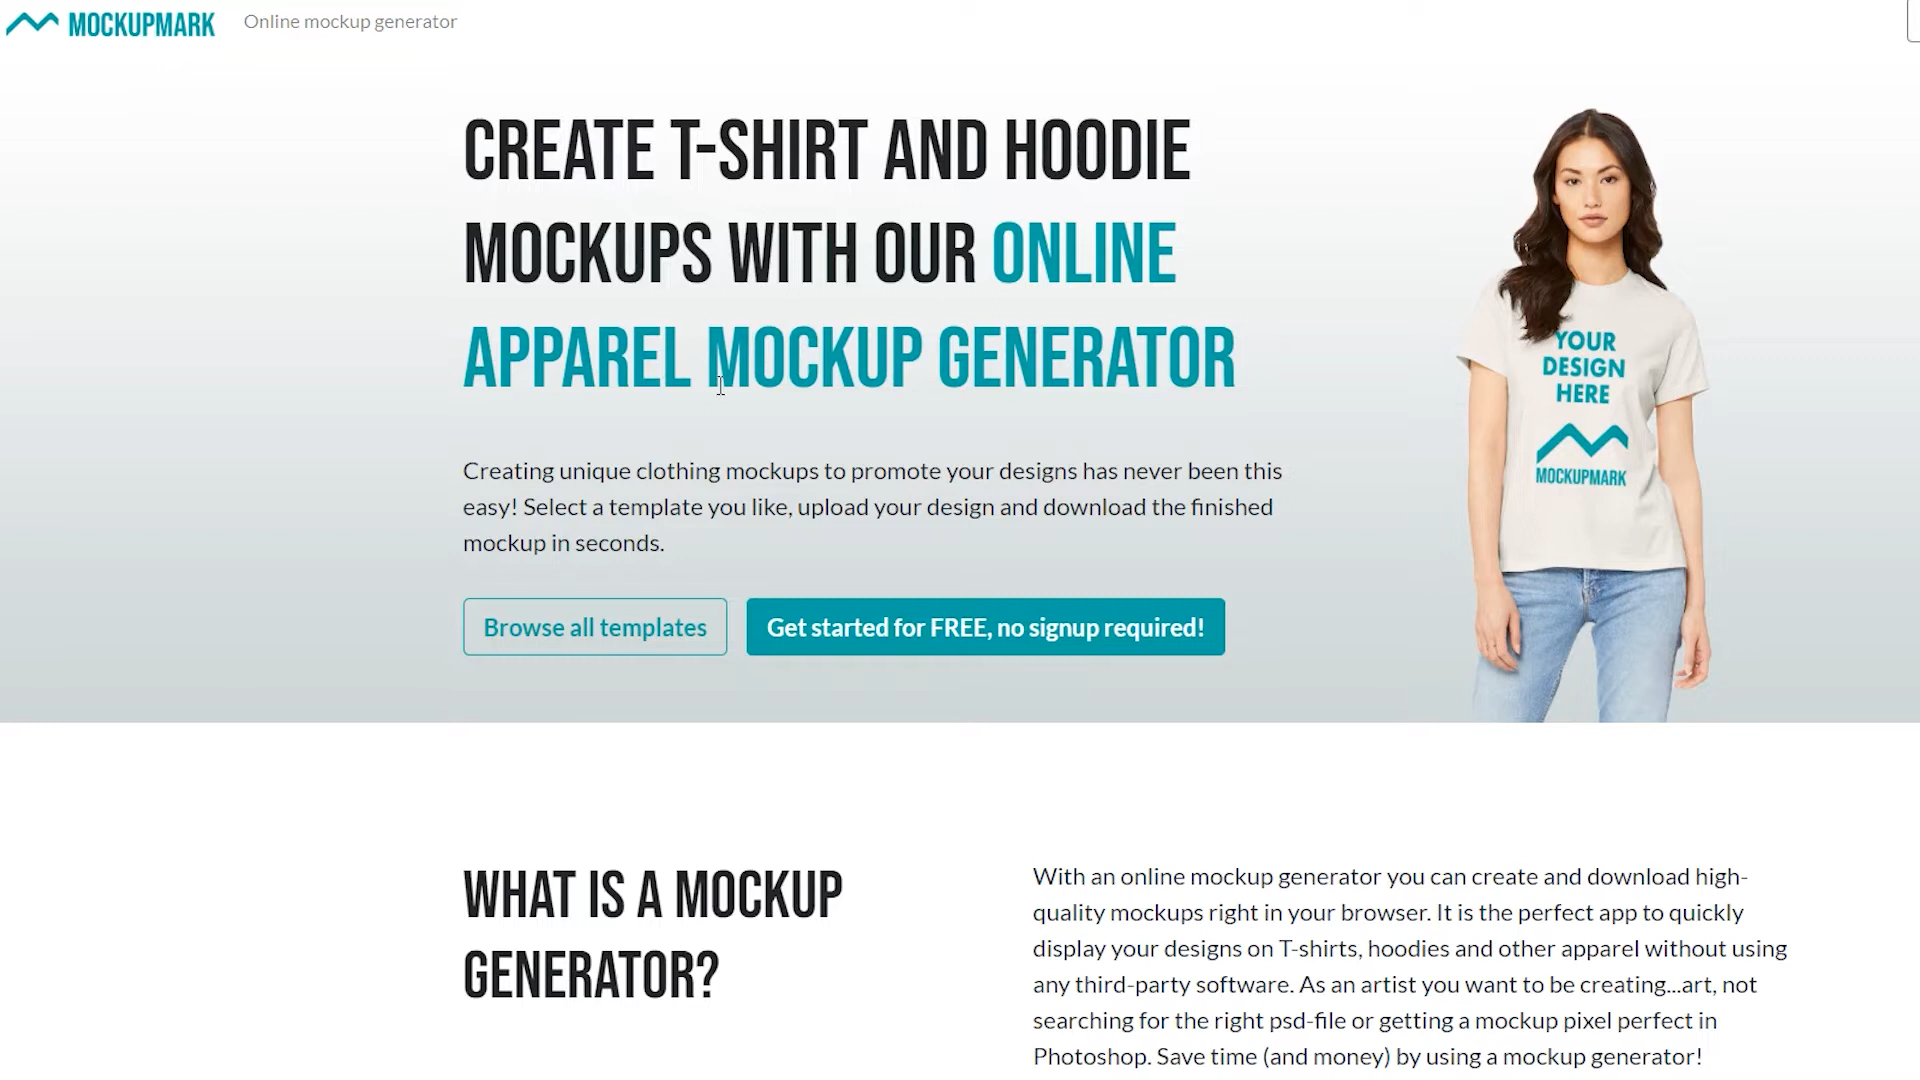 MOCKUPMARK Online mockup generator
CREATE T-SHIRT AND HOODIE
MOCKUPS WITH OUR ONLINE
APPAREL MOCKUP GENERATOR
Creating unique clothing mockups to promote your designs has never been this
easy! Select a template you like, upload your design and download the finished
mockup in seconds.
Browse all templates
Get started for FREE, no signup required!
YOUR
DESIGN
HERE
MOCKUPMARK
WHAT IS A MOCKUP
GENERATOR?
With an online mockup generator you can create and download high-
quality mockups right in your browser. It is the perfect app to quickly
display your designs on T-shirts, hoodies and other apparel without using
any third-party software. As an artist you want to be creating...art, not
searching for the right psd-file or getting a mockup pixel perfect in
Photoshop. Save time (and money) by using a mockup generator!